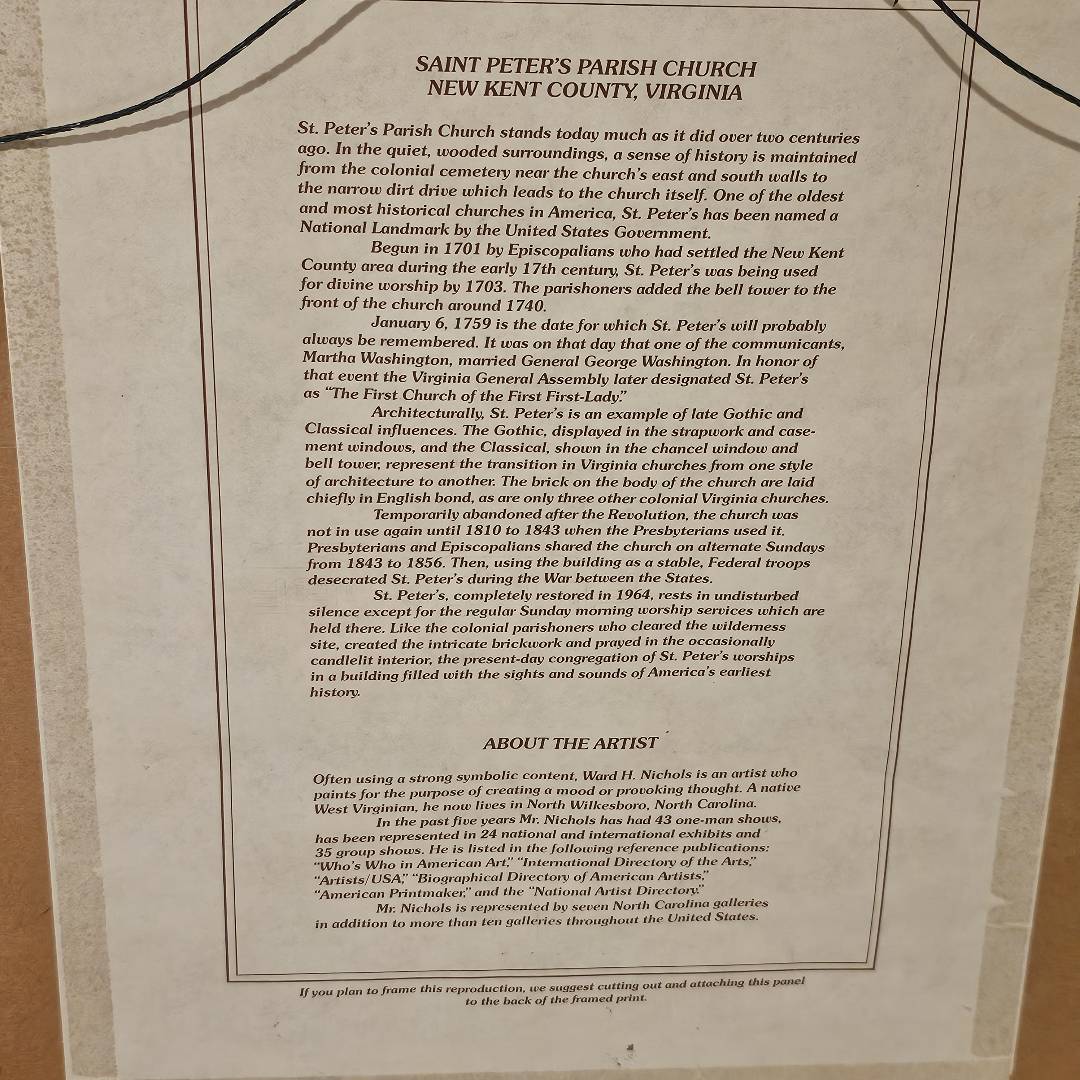 SAINT PETER'S PARISH CHURCH
NEW KENT COUNTY, VIRGINIA
St. Peter's Parish Church stands today much as it did over two centuries
ago. In the quiet, wooded surroundings, a sense of history is maintained
from the colonial cemetery near the church's east and south walls to
the narrow dirt drive which leads to the church itself. One of the oldest
and most historical churches in America, St. Peter's has been named a
National Landmark by the United States Government.
Begun in 1701 by Episcopalians who had settled the New Kent
County area during the early 17th century, St. Peter's was being used
for divine worship by 1703. The parishoners added the bell tower to the
front of the church around 1740.
January 6, 1759 is the date for which St. Peter's will probably
always be remembered. It was on that day that one of the communicants,
Martha Washington, married General George Washington. In honor of
that event the Virginia General Assembly later designated St. Peter's
as "The First Church of the First First-Lady."
Architecturally, St. Peter's is an example of late Gothic and
Classical influences. The Gothic, displayed in the strapwork and case-
ment windows, and the Classical, shown in the chancel window and
bell tower, represent the transition in Virginia churches from one style
of architecture to another. The brick on the body of the church are laid
chiefly in English bond, as are only three other colonial Virginia churches.
Temporarily abandoned after the Revolution, the church was
not in use again until 1810 to 1843 when the Presbyterians used it.
Presbyterians and Episcopalians shared the church on alternate Sundays
from 1843 to 1856. Then, using the building as a stable, Federal troops
desecrated St. Peter's during the War between the States.
St. Peter's, completely restored in 1964, rests in undisturbed
silence except for the regular Sunday morning worship services which are
held there. Like the colonial parishoners who cleared the wilderness
site, created the intricate brickwork and prayed in the occasionally
candlelit interior, the present-day congregation of St. Peter's worships
in a building filled with the sights and sounds of America's earliest
history.
ABOUT THE ARTIST
Often using a strong symbolic content, Ward H. Nichols is an artist who
paints for the purpose of creating a mood or provoking thought. A native
West Virginian, he now lives in North Wilkesboro, North Carolina.
In the past five years Mr. Nichols has had 43 one-man shows,
has been represented in 24 national and international exhibits and
35 group shows. He is listed in the following reference publications:
"Who's Who in American Art," "International Directory of the Arts,"
"Artists/USA," "Biographical Directory of American Artists,"
"American Printmaker," and the "National Artist Directory."
Mr. Nichols is represented by seven North Carolina galleries
in addition to more than ten galleries throughout the United States.
If you plan to frame this reproduction, we suggest cutting out and attaching this panel
to the back of the framed print.